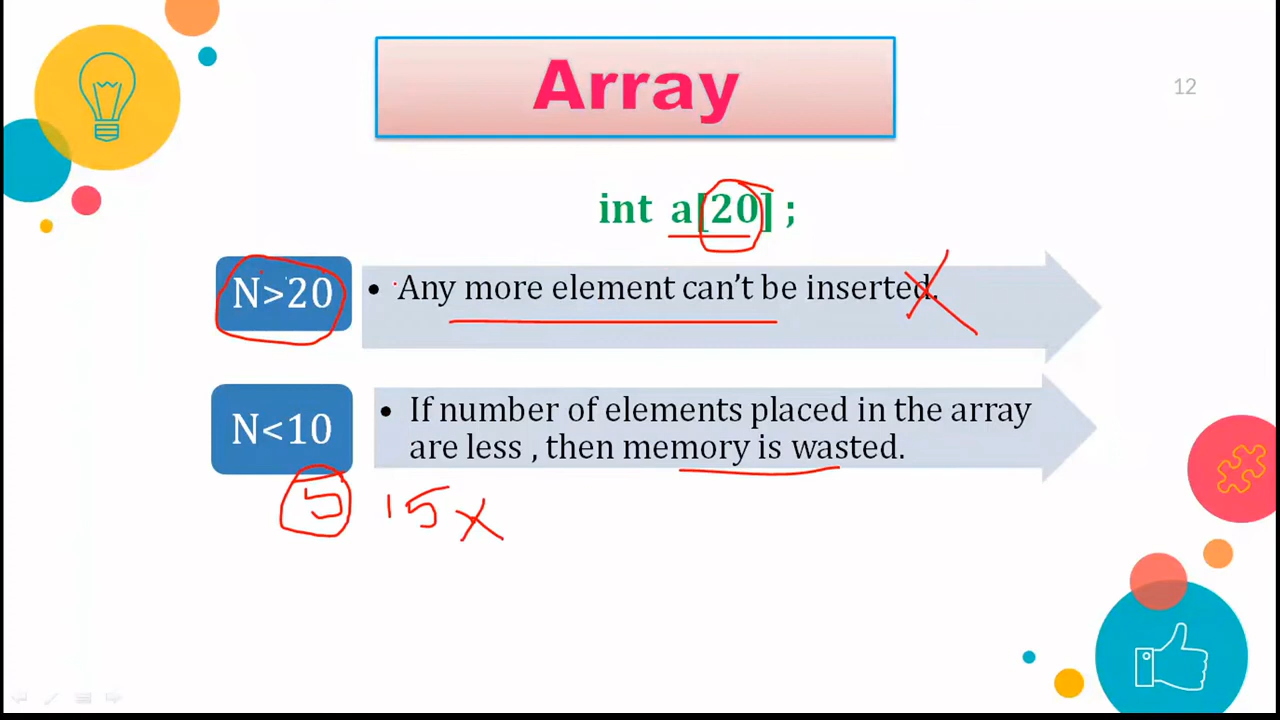 Array
12
int a[20] ;
N>20
• Any more element can’t be inserted.
N<10
• If number of elements placed in the array
are less , then memory is wasted.
5 15 X